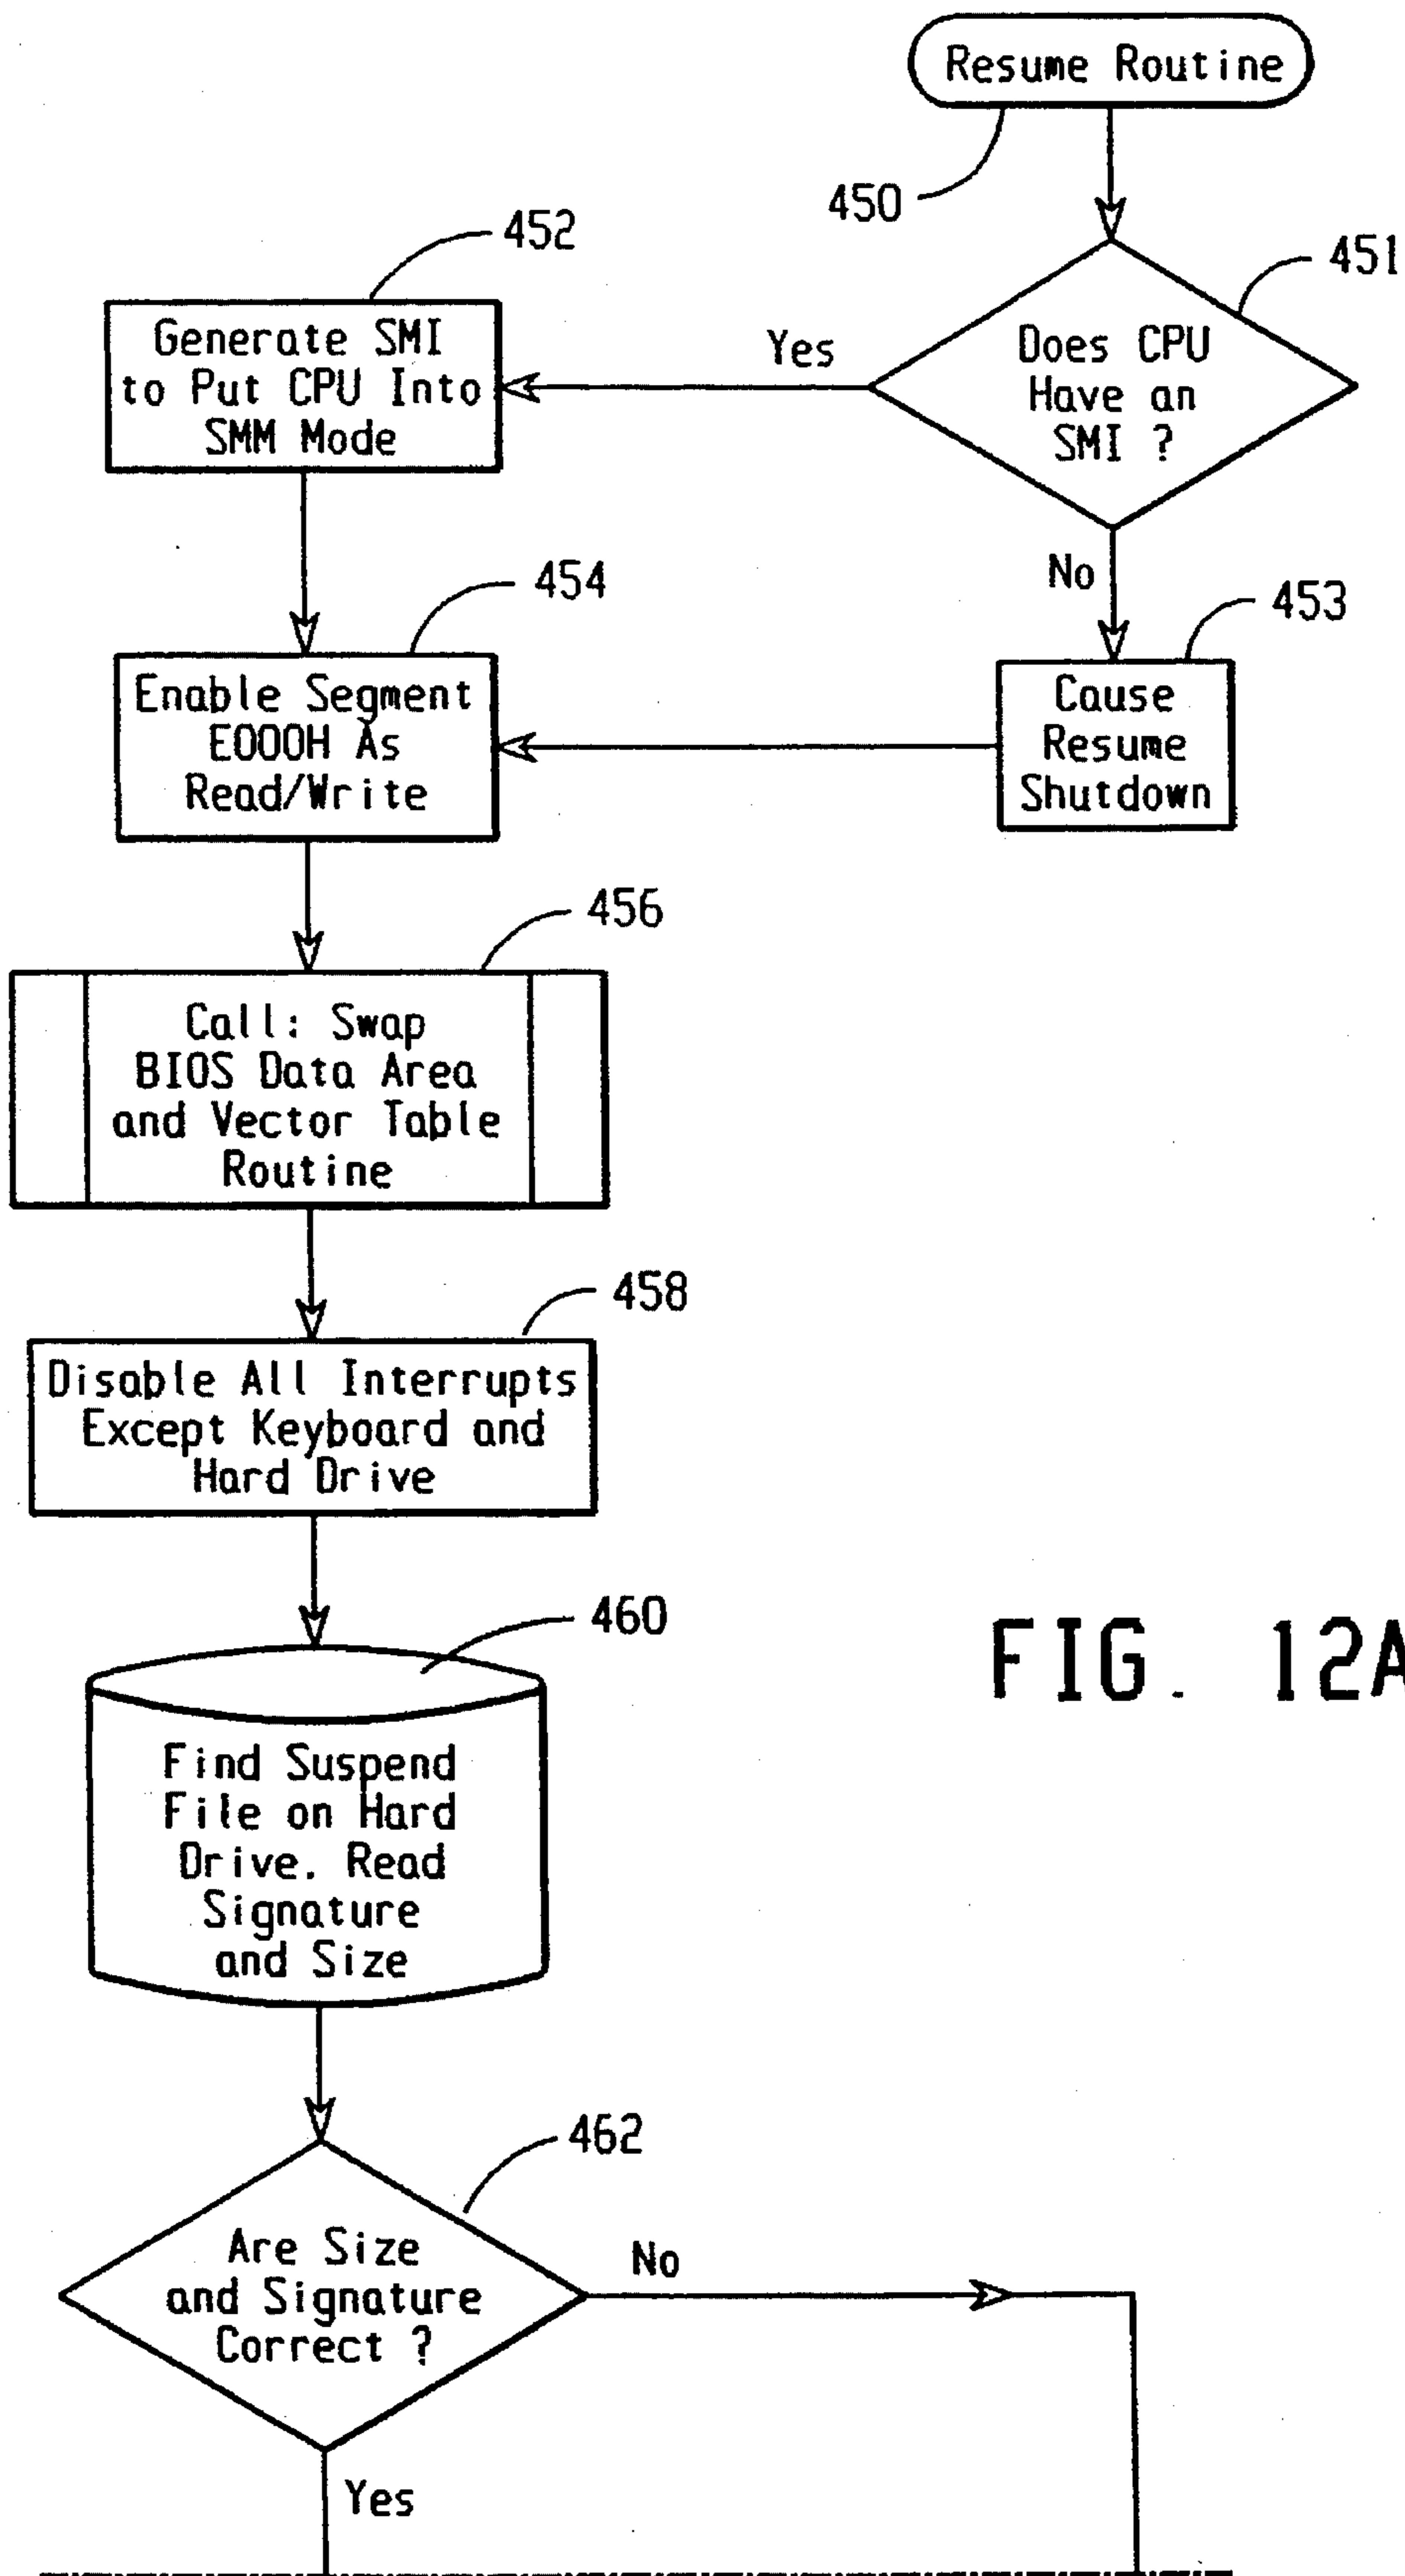 Resume Routine
450
451
Does CPU
Have an
SMI ?
Yes
No
452
Generate SMI
to Put CPU Into
SMM Mode
453
Cause
Resume
Shutdown
454
Enable Segment
E000H As
Read/Write
456
Call: Swap
BIOS Data Area
and Vector Table
Routine
458
Disable All Interrupts
Except Keyboard and
Hard Drive
460
Find Suspend
File on Hard
Drive. Read
Signature
and Size
FIG. 12A
462
Are Size
and Signature
Correct ?
No
Yes